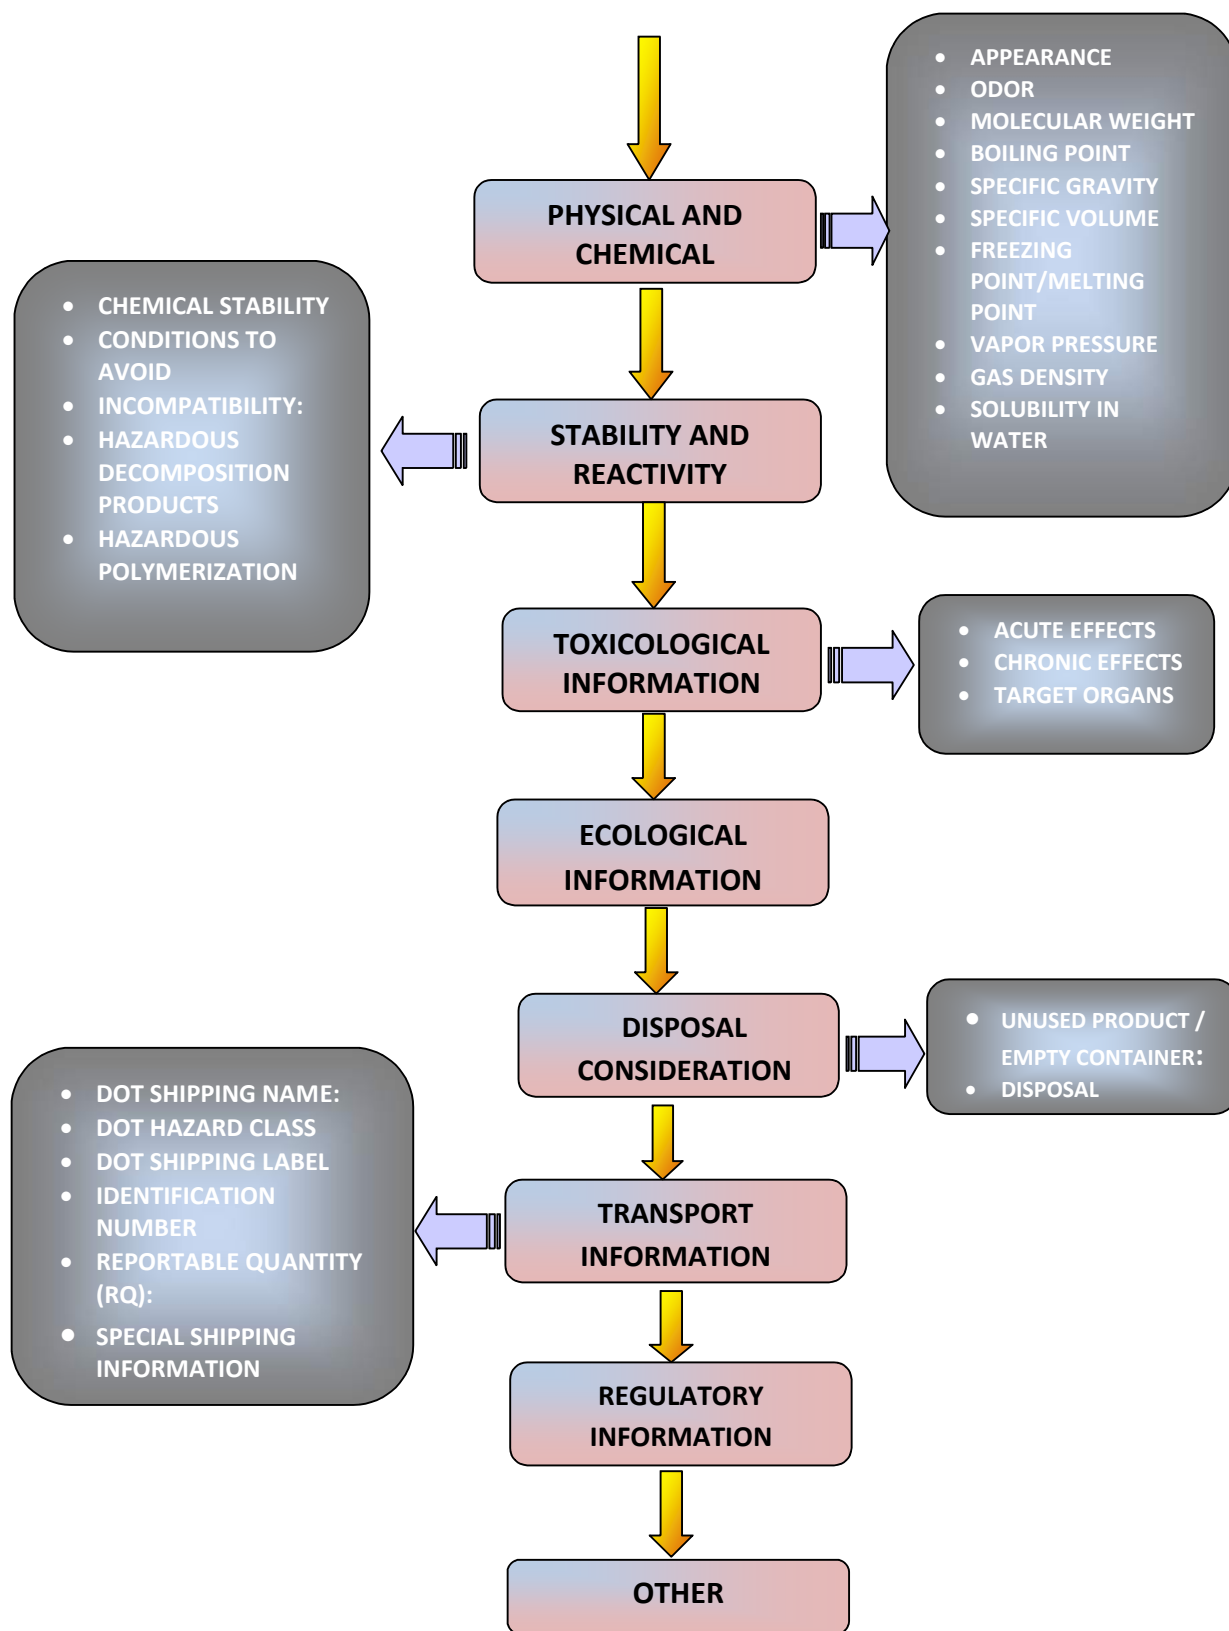 PHYSICAL AND
CHEMICAL
• APPEARANCE
• ODOR
• MOLECULAR WEIGHT
• BOILING POINT
• SPECIFIC GRAVITY
• SPECIFIC VOLUME
• FREEZING
POINT/MELTING
POINT
• VAPOR PRESSURE
• GAS DENSITY
• SOLUBILITY IN
WATER
STABILITY AND
REACTIVITY
• CHEMICAL STABILITY
• CONDITIONS TO
AVOID
• INCOMPATIBILITY:
• HAZARDOUS
DECOMPOSITION
PRODUCTS
• HAZARDOUS
POLYMERIZATION
TOXICOLOGICAL
INFORMATION
• ACUTE EFFECTS
• CHRONIC EFFECTS
• TARGET ORGANS
ECOLOGICAL
INFORMATION
DISPOSAL
CONSIDERATION
• UNUSED PRODUCT /
EMPTY CONTAINER:
• DISPOSAL
TRANSPORT
INFORMATION
• DOT SHIPPING NAME:
• DOT HAZARD CLASS
• DOT SHIPPING LABEL
• IDENTIFICATION
NUMBER
• REPORTABLE QUANTITY
(RQ):
• SPECIAL SHIPPING
INFORMATION
REGULATORY
INFORMATION
OTHER